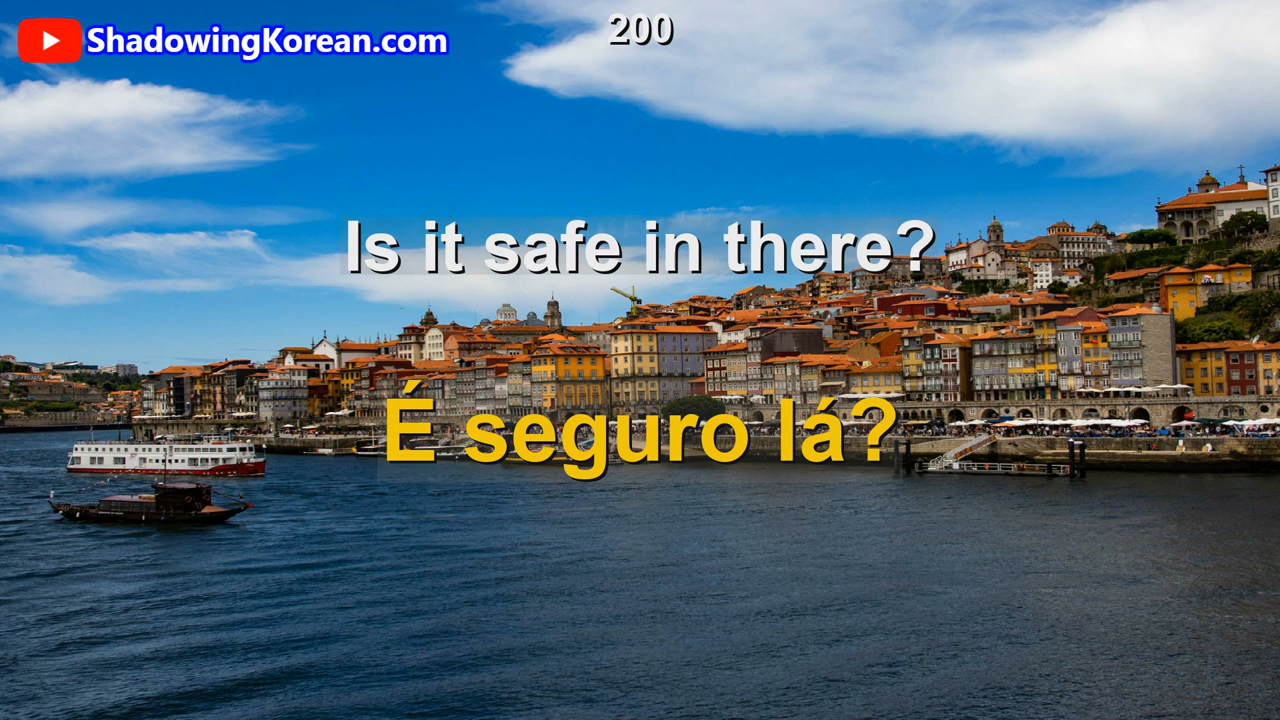 ShadowingKorean.com
200
Is it safe in there?
É seguro lá?